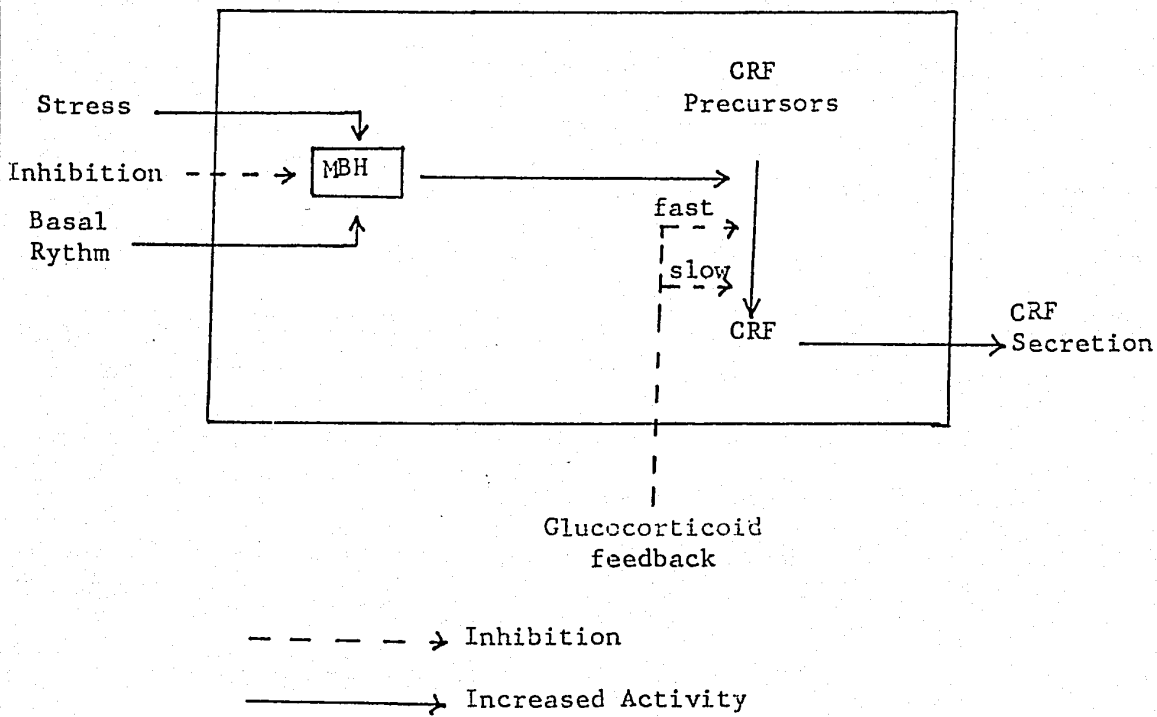 CRF
Precursors
Stress
Inhibition
MBH
fast
Basal
Rythm
slow
CRF
CRF
Secretion
Glucocorticoid
feedback
Inhibition
Increased Activity